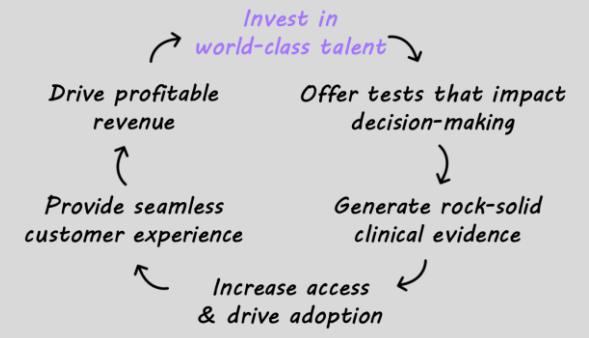 Invest in
world-class talent
Offer tests that impact
decision-making
Generate rock-solid
clinical evidence
Increase access
& drive adoption
Provide seamless
customer experience
Drive profitable
revenue